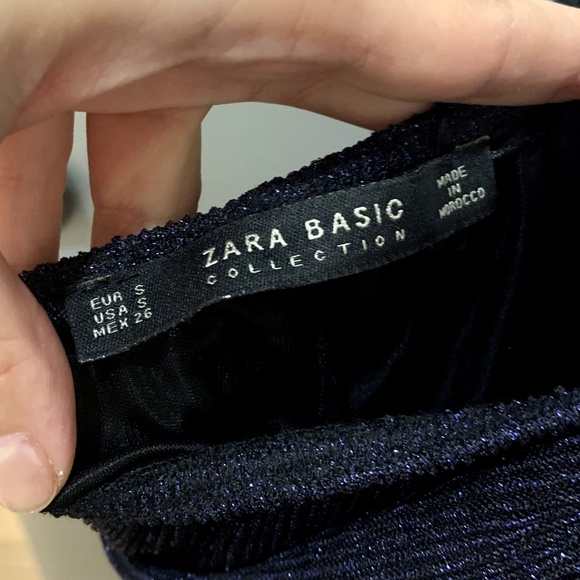 EUR S
USA S
MEX 26
ZARA BASIC
COLLECTION
MADE
IN
MOROCCO